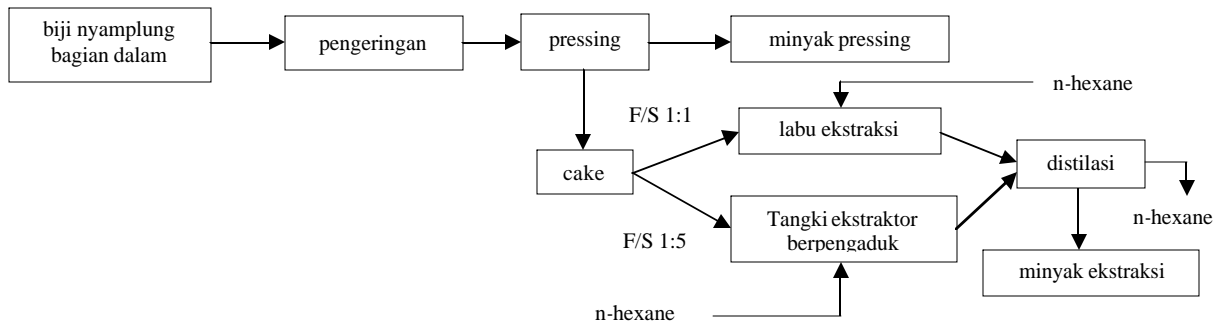 biji nyamplung
bagian dalam
pengeringan
pressing
minyak pressing
n-hexane
F/S 1:1
labu ekstraksi
cake
distilasi
F/S 1:5
Tangki ekstraktor
berpengaduk
n-hexane
minyak ekstraksi
n-hexane